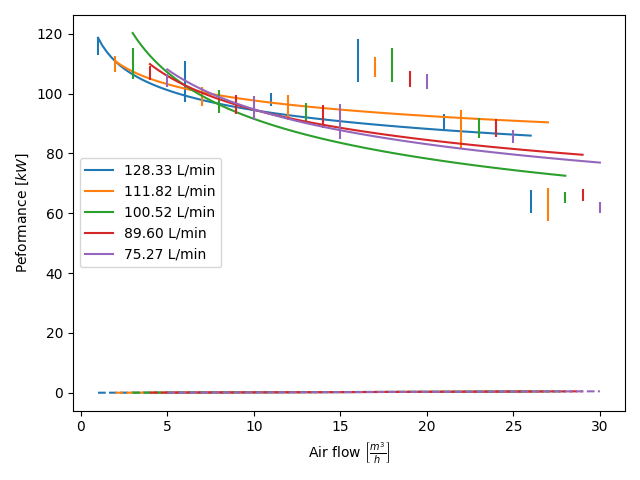 120
100
80
60
40
20
0
Peformance [kW]
128.33 L/min
111.82 L/min
100.52 L/min
89.60 L/min
75.27 L/min
0 5 10 15 20 25 30
Air flow [m³/h]